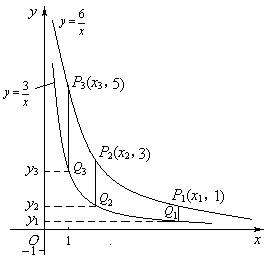 y
y=6/x
P₃(x₃, 5)
y=3/x
P₂(x₂, 3)
y₃
Q₃
P₁(x₁, 1)
y₂
Q₂
Q₁
y₁
O
1
x
−1